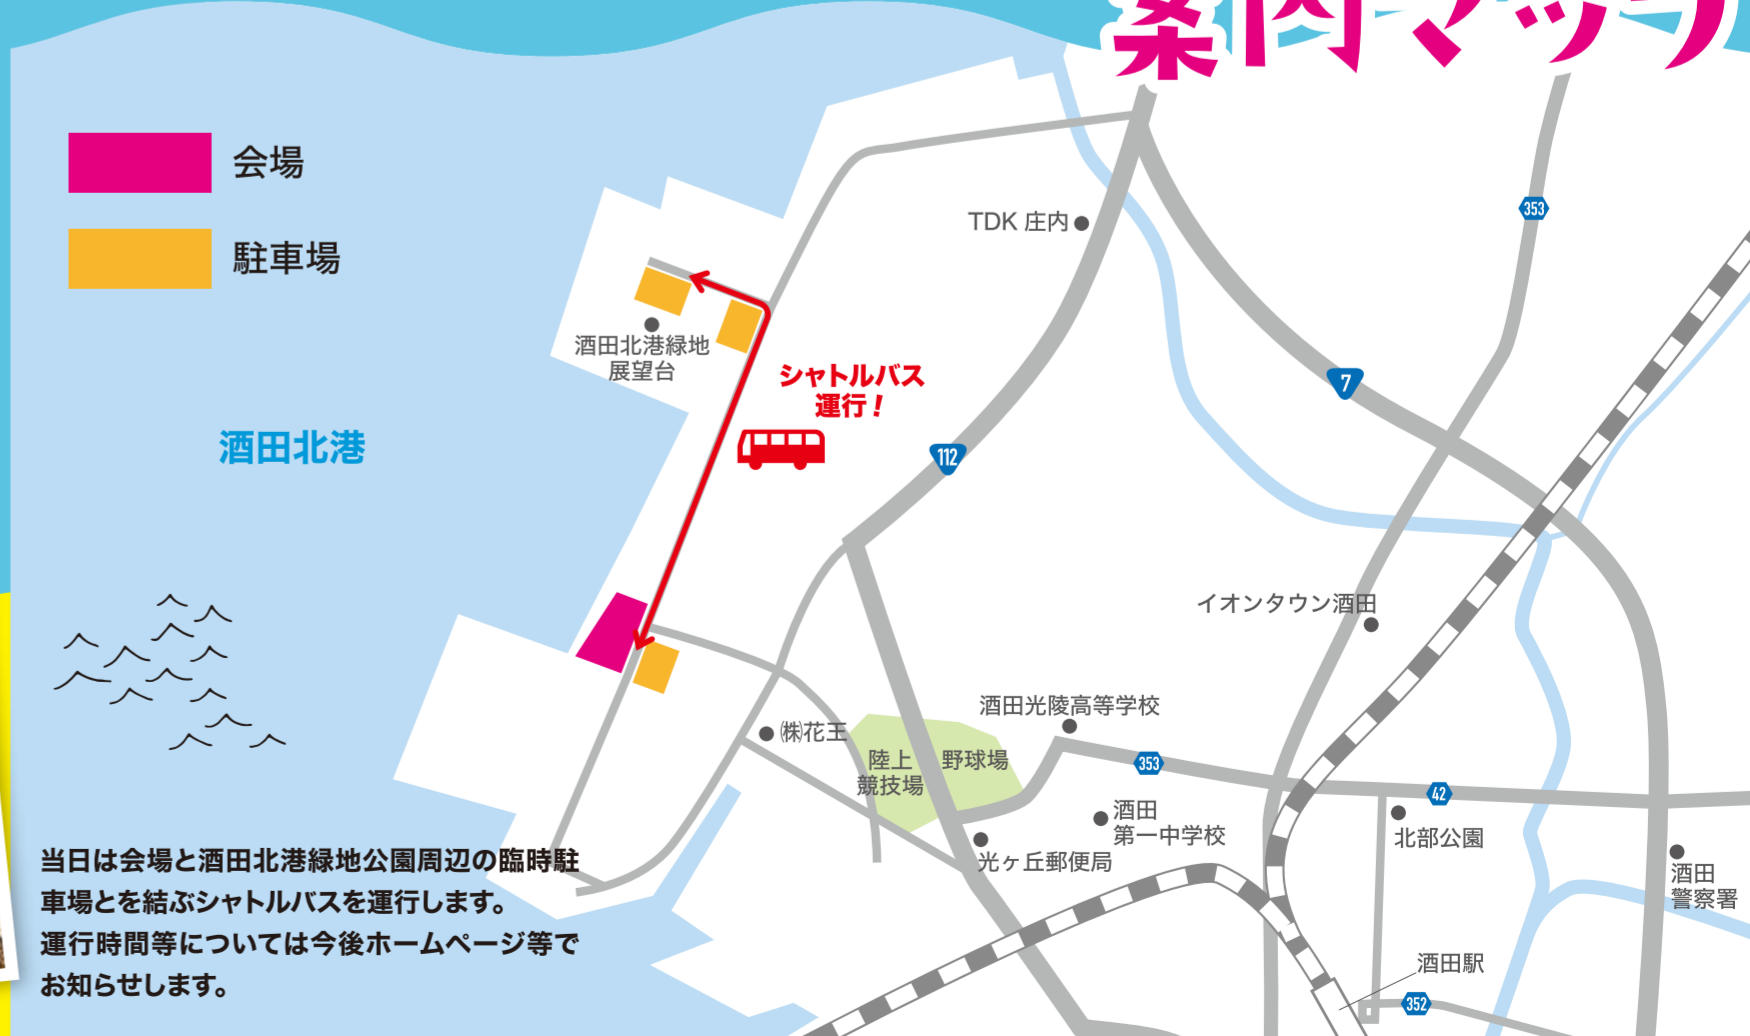 案内マップ
会場
駐車場
353
TDK 庄内
酒田北港緑地
展望台
シャトルバス
運行！
7
酒田北港
112
イオンタウン酒田
酒田光陵高等学校
㈱花王
陸上
競技場
野球場
353
42
酒田
第一中学校
北部公園
光ヶ丘郵便局
酒田
警察署
当日は会場と酒田北港緑地公園周辺の臨時駐
車場とを結ぶシャトルバスを運行します。
運行時間等については今後ホームページ等で
お知らせします。
酒田駅
352